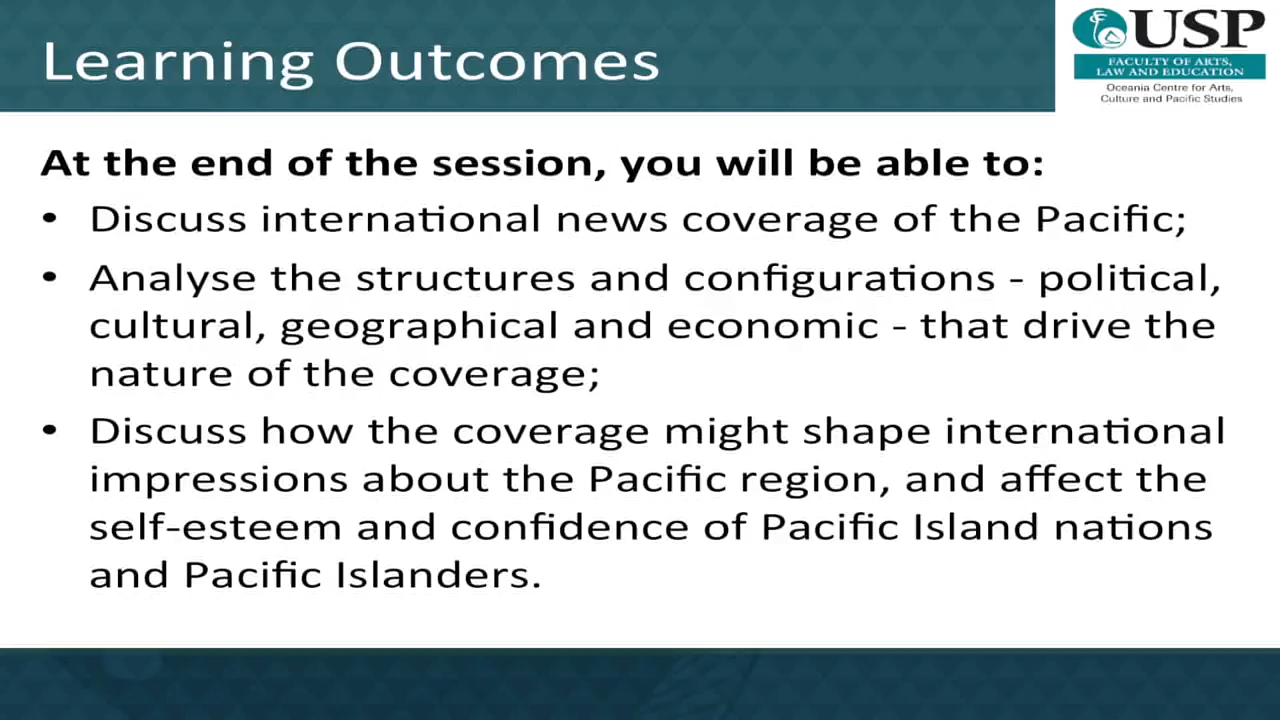 Learning Outcomes
USP
FACULTY OF ARTS,
LAW AND EDUCATION
Oceania Centre for Arts,
Culture and Pacific Studies
At the end of the session, you will be able to:
• Discuss international news coverage of the Pacific;
• Analyse the structures and configurations - political,
cultural, geographical and economic - that drive the
nature of the coverage;
• Discuss how the coverage might shape international
impressions about the Pacific region, and affect the
self-esteem and confidence of Pacific Island nations
and Pacific Islanders.